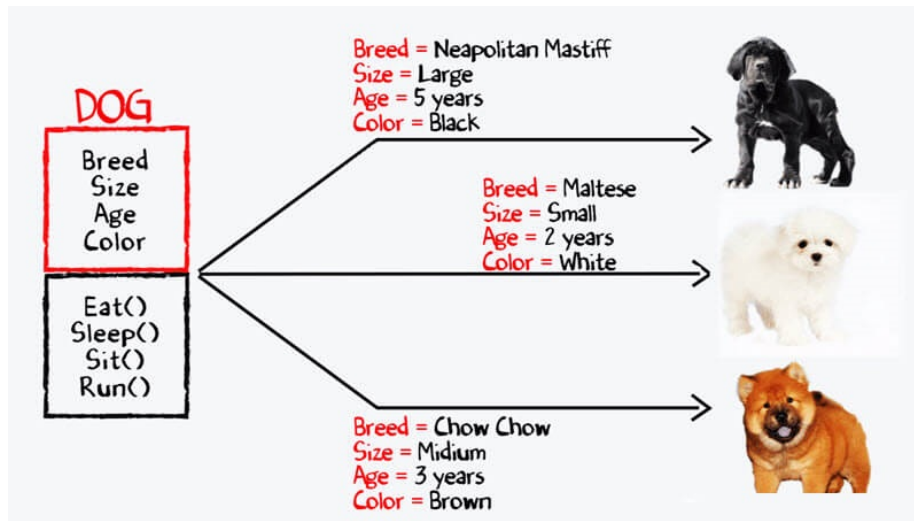 DOG
Breed
Size
Age
Color
Eat()
Sleep()
Sit()
Run()
Breed = Neapolitan Mastiff
Size = Large
Age = 5 years
Color = Black
Breed = Maltese
Size = Small
Age = 2 years
Color = White
Breed = Chow Chow
Size = Midium
Age = 3 years
Color = Brown